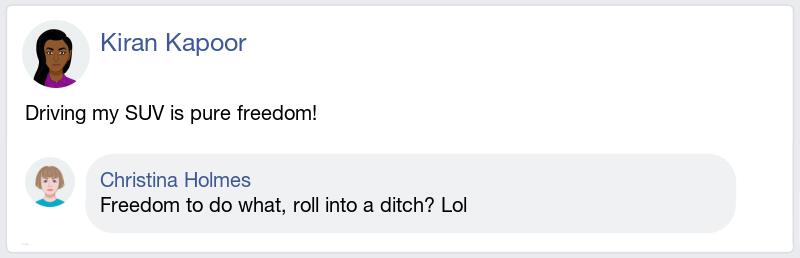 Kiran Kapoor
Driving my SUV is pure freedom!
Christina Holmes
Freedom to do what, roll into a ditch? Lol